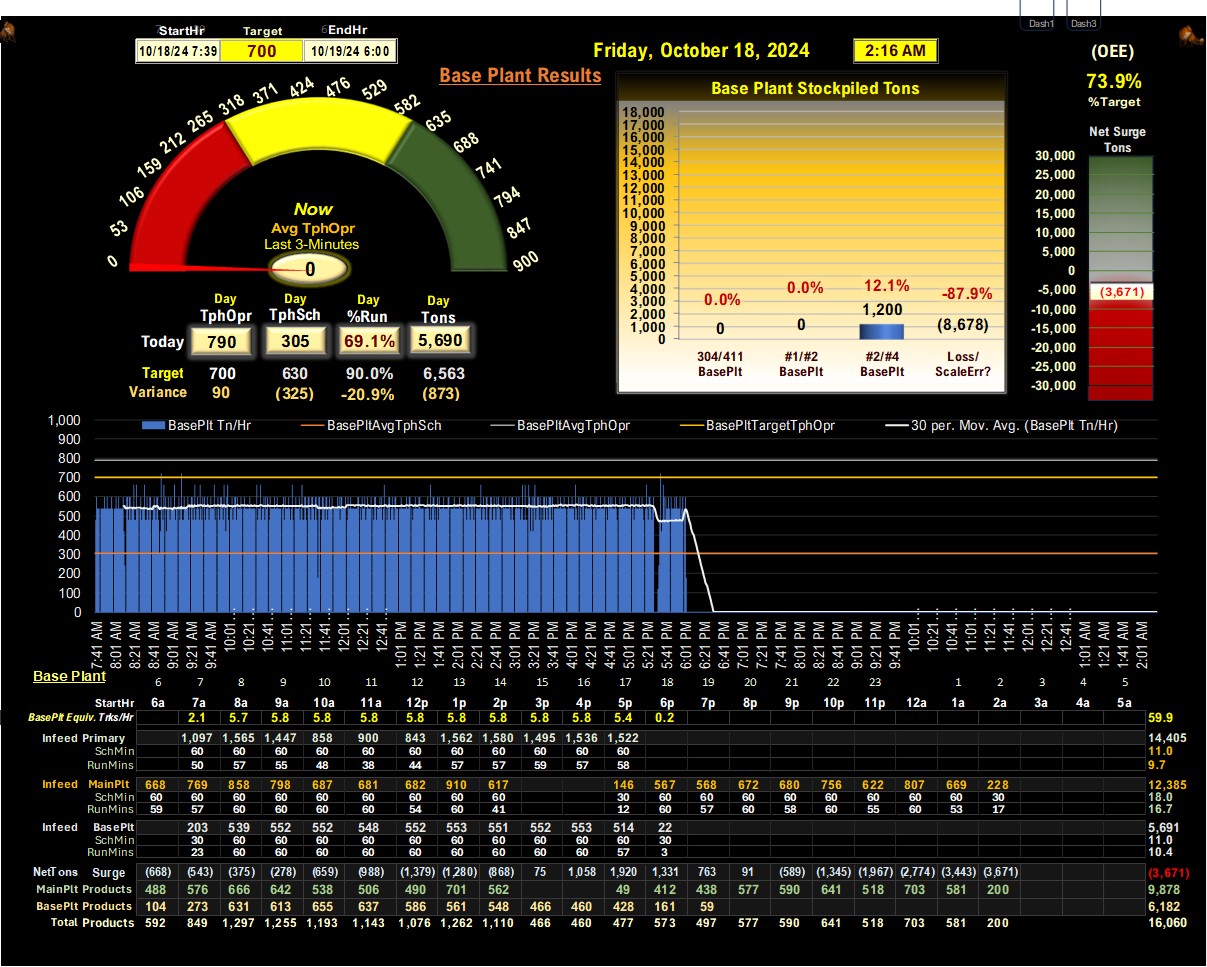 Dash1 Dash3
StartHr Target EndHr
10/18/24 7:39 700 10/19/24 6:00
Friday, October 18, 2024 2:16 AM
(OEE)
73.9%
%Target
Base Plant Results
0 53 106 159 212 265 318 371 424 476 529 582 635 688 741 794 847 900
Now
Avg TphOpr
Last 3-Minutes
0
Day Day Day Day
TphOpr TphSch %Run Tons
Today 790 305 69.1% 5,690
Target 700 630 90.0% 6,563
Variance 90 (325) -20.9% (873)
Base Plant Stockpiled Tons
18,000
17,000
16,000
15,000
14,000
13,000
12,000
11,000
10,000
9,000
8,000
7,000
6,000
5,000
4,000
3,000
2,000
1,000
0
0.0% 0.0% 12.1% -87.9%
0 0 1,200 (8,678)
304/411 #1/#2 #2/#4 Loss/
BasePlt BasePlt BasePlt ScaleErr?
Net Surge
Tons
30,000
25,000
20,000
15,000
10,000
5,000
0
-5,000
-10,000
-15,000
-20,000
-25,000
-30,000
(3,671)
BasePlt Tn/Hr BasePltAvgTphSch BasePltAvgTphOpr BasePltTargetTphOpr 30 per. Mov. Avg. (BasePlt Tn/Hr)
1,000
900
800
700
600
500
400
300
200
100
0
7:41 AM 8:01 AM 8:21 AM 8:41 AM 9:01 AM 9:21 AM 9:41 AM 10:01... 10:21... 10:41... 11:01... 11:21... 11:41... 12:01... 12:21... 12:41... 1:01 PM 1:21 PM 1:41 PM 2:01 PM 2:21 PM 2:41 PM 3:01 PM 3:21 PM 3:41 PM 4:01 PM 4:21 PM 4:41 PM 5:01 PM 5:21 PM 5:41 PM 6:01 PM 6:21 PM 6:41 PM 7:01 PM 7:21 PM 7:41 PM 8:01 PM 8:21 PM 8:41 PM 9:01 PM 9:21 PM 9:41 PM 10:01... 10:21... 10:41... 11:01... 11:21... 11:41... 12:01... 12:21... 12:41... 1:01 AM 1:21 AM 1:41 AM 2:01 AM
Base Plant
6 7 8 9 10 11 12 13 14 15 16 17 18 19 20 21 22 23 1 2 3 4 5
StartHr 6a 7a 8a 9a 10a 11a 12p 1p 2p 3p 4p 5p 6p 7p 8p 9p 10p 11p 12a 1a 2a 3a 4a 5a
BasePlt Equiv. Trks/Hr 2.1 5.7 5.8 5.8 5.8 5.8 5.8 5.8 5.8 5.8 5.4 0.2 59.9
Infeed Primary 1,097 1,565 1,447 858 900 843 1,562 1,580 1,495 1,536 1,522 14,405
SchMin 60 60 60 60 60 60 60 60 60 60 60 11.0
RunMins 50 57 55 48 38 44 57 57 59 57 58 9.7
Infeed MainPlt 668 769 858 798 687 681 682 910 617 146 567 568 672 680 756 622 807 669 228 12,385
SchMin 60 60 60 60 60 60 60 60 60 30 60 60 60 60 60 60 60 60 30 18.0
RunMins 59 57 60 60 60 60 54 60 41 12 60 57 60 58 60 55 60 53 17 16.7
Infeed BasePlt 203 539 552 552 548 552 553 551 552 553 514 22 5,691
SchMin 30 60 60 60 60 60 60 60 60 60 60 30 11.0
RunMins 23 60 60 60 60 60 60 60 60 60 57 3 10.4
NetTons Surge (668) (543) (375) (278) (659) (988) (1,379) (1,280) (868) 75 1,058 1,920 1,331 763 91 (589) (1,345) (1,967) (2,774) (3,443) (3,671) (3,671)
MainPlt Products 488 576 666 642 538 506 490 701 562 49 412 438 577 590 641 518 703 581 200 9,878
BasePlt Products 104 273 631 613 655 637 586 561 548 466 460 428 161 59 6,182
Total Products 592 849 1,297 1,255 1,193 1,143 1,076 1,262 1,110 466 460 477 573 497 577 590 641 518 703 581 200 16,060